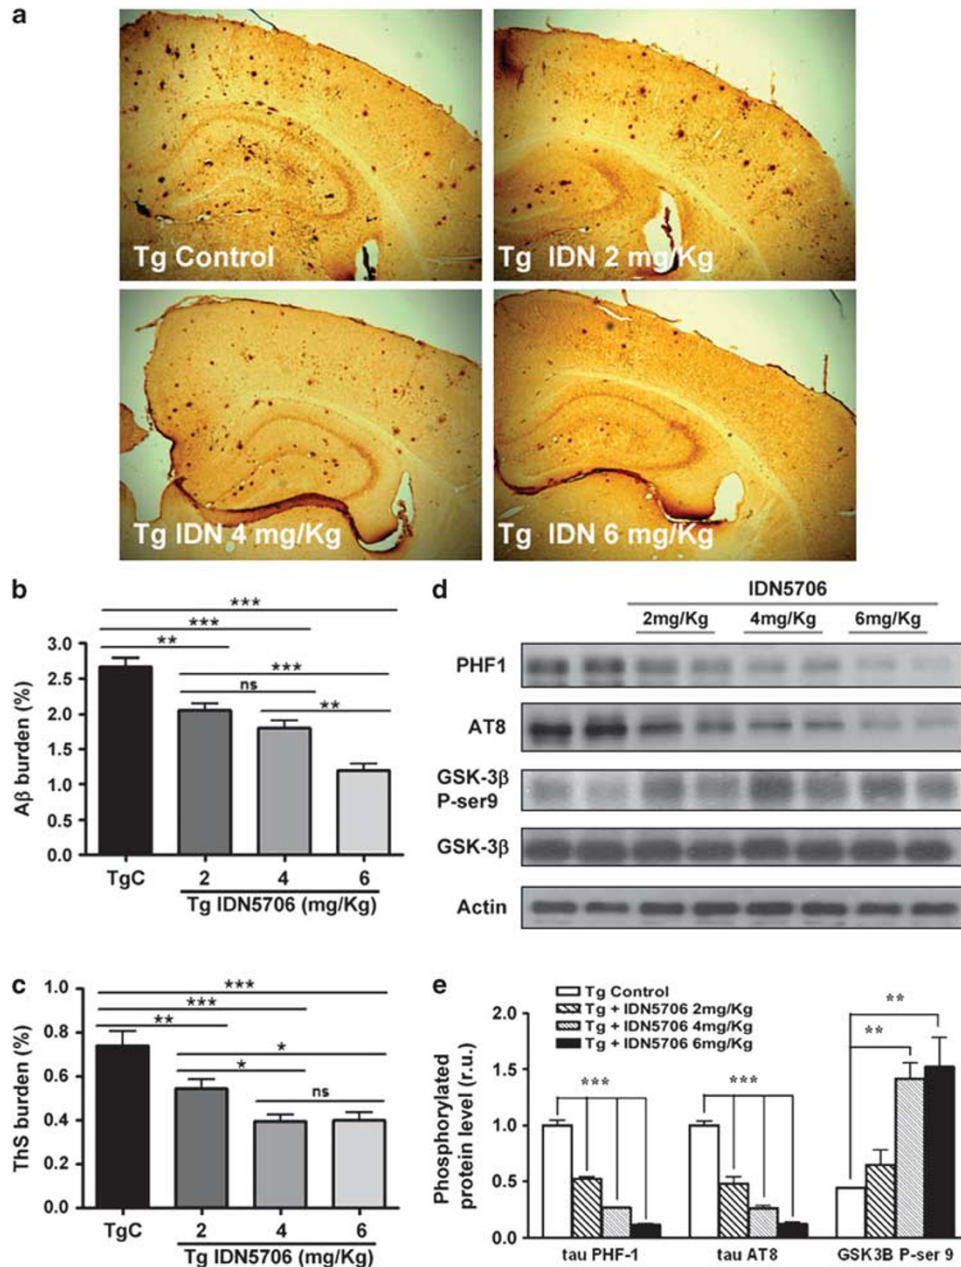 a
Tg Control
Tg IDN 2 mg/Kg
Tg IDN 4 mg/Kg
Tg IDN 6 mg/Kg
b
***
***
**
***
ns
**
Aβ burden (%)
3.0
2.5
2.0
1.5
1.0
0.5
0.0
TgC
2
4
6
Tg IDN5706 (mg/Kg)
c
***
***
**
*
*
ns
ThS burden (%)
1.0
0.8
0.6
0.4
0.2
0.0
TgC
2
4
6
Tg IDN5706 (mg/Kg)
d
IDN5706
2mg/Kg 4mg/Kg 6mg/Kg
PHF1
AT8
GSK-3β
P-ser9
GSK-3β
Actin
e
Tg Control
Tg + IDN5706 2mg/Kg
Tg + IDN5706 4mg/Kg
Tg + IDN5706 6mg/Kg
Phosphorylated
protein level (r.u.)
2.0
1.5
1.0
0.5
0.0
***
***
**
**
tau PHF-1
tau AT8
GSK3B P-ser 9